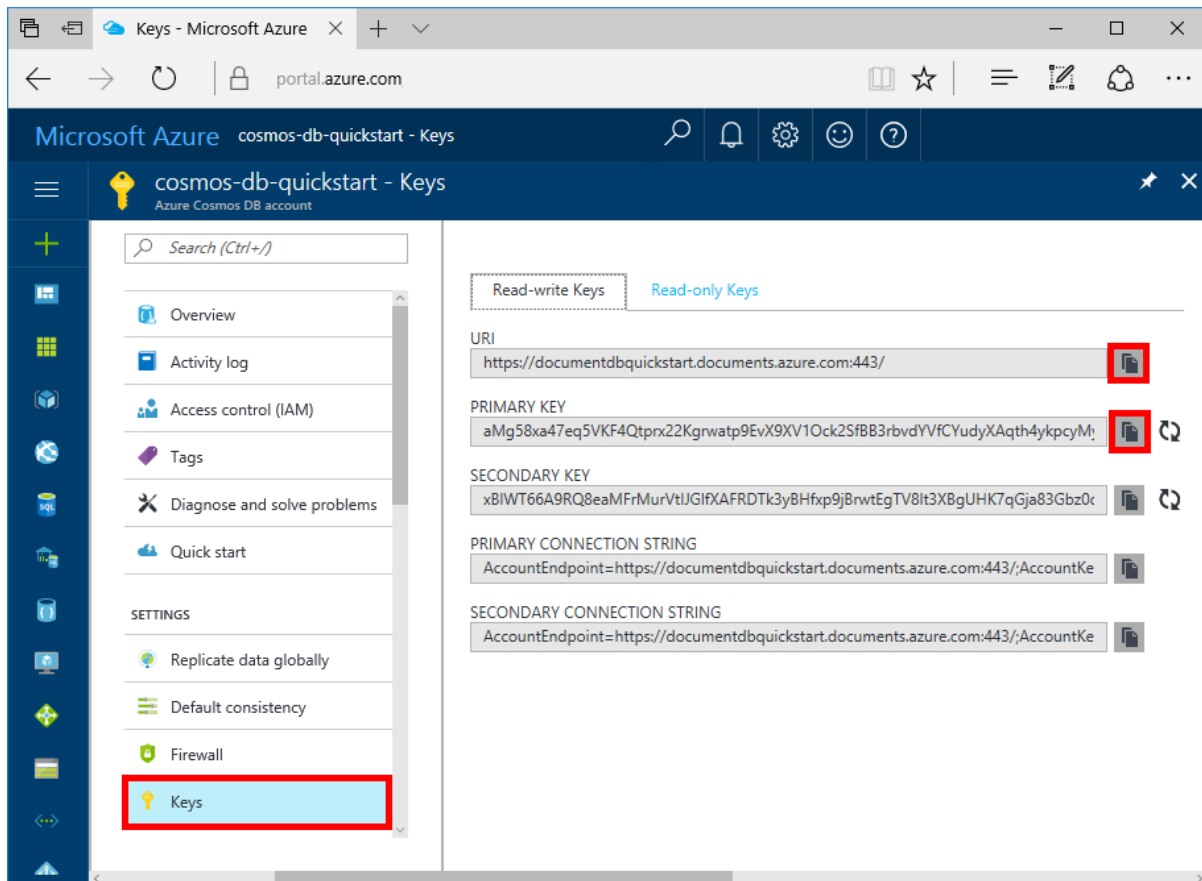 Keys - Microsoft Azure
portal.azure.com
Microsoft Azure cosmos-db-quickstart - Keys
cosmos-db-quickstart - Keys
Azure Cosmos DB account
Search (Ctrl+/)
Overview
Activity log
Access control (IAM)
Tags
Diagnose and solve problems
Quick start
SETTINGS
Replicate data globally
Default consistency
Firewall
Keys
Read-write Keys Read-only Keys
URI
https://documentdbquickstart.documents.azure.com:443/
PRIMARY KEY
aMg58xa47eq5VKF4Qtprx22Kgrwatp9EvX9XV1Ock2SfBB3rbvdYVfCYudyXAqth4ykpcyMy
SECONDARY KEY
xBIWT66A9RQ8eaMFrMurVtIJGIfXAFRDTk3yBHfxp9jBrwtEgTV8It3XBgUHK7qGja83Gbz0c
PRIMARY CONNECTION STRING
AccountEndpoint=https://documentdbquickstart.documents.azure.com:443/;AccountKe
SECONDARY CONNECTION STRING
AccountEndpoint=https://documentdbquickstart.documents.azure.com:443/;AccountKe